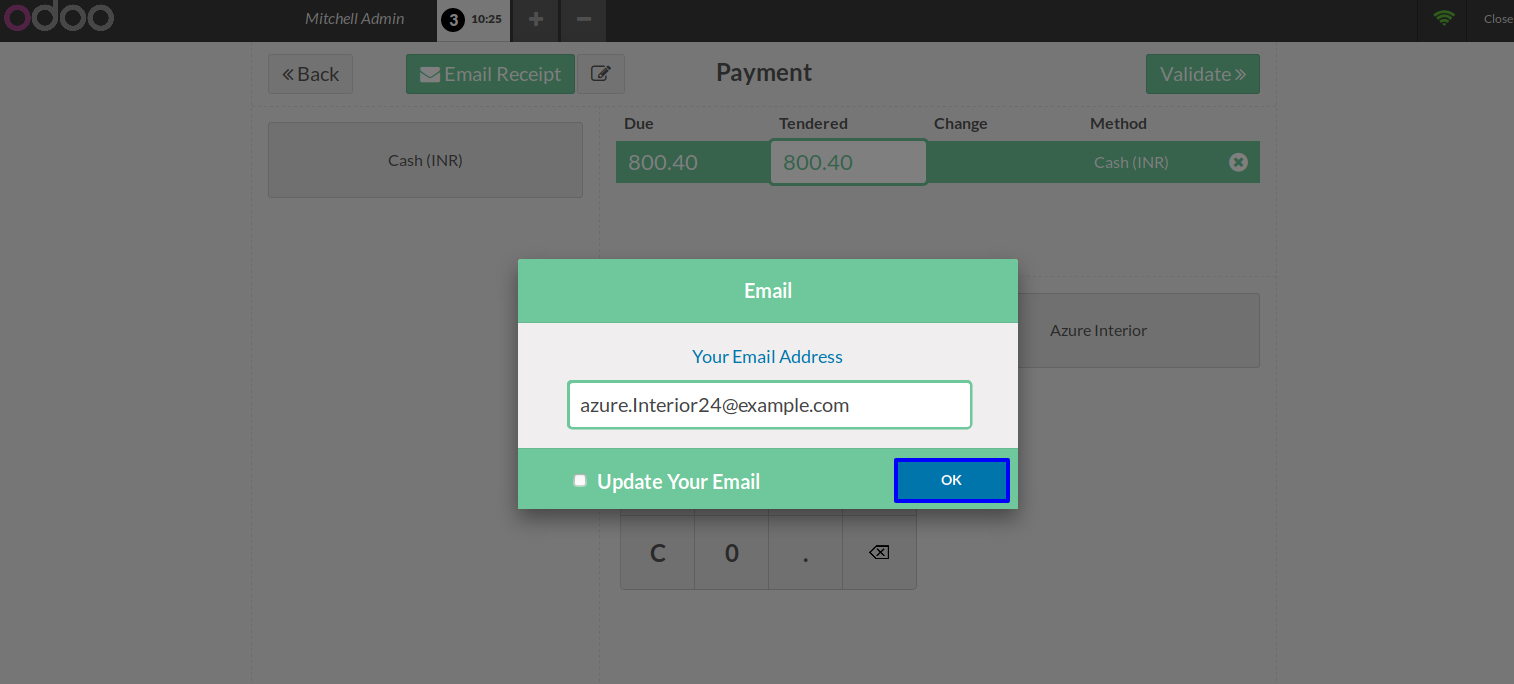 odoo Mitchell Admin 3 10:25 Close
Back Email Receipt Payment Validate
Due Tendered Change Method
Cash (INR) 800.40 800.40 Cash (INR)
Email
Azure Interior
Your Email Address
azure.Interior24@example.com
Update Your Email OK
C 0 .